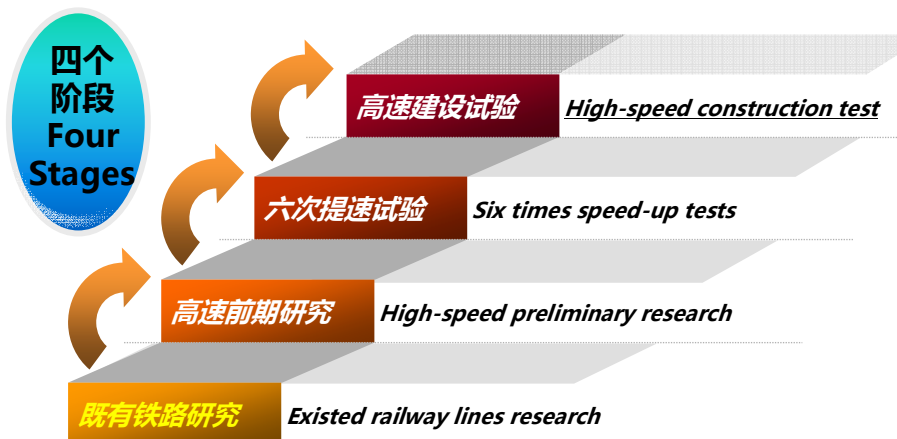 四个
阶段
Four
Stages
高速建设试验
High-speed construction test
六次提速试验
Six times speed-up tests
高速前期研究
High-speed preliminary research
既有铁路研究
Existed railway lines research